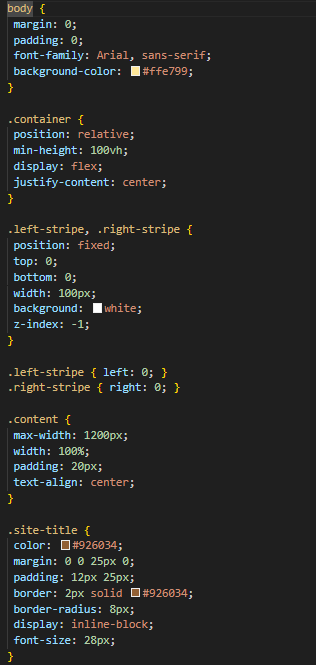 body {
margin: 0;
padding: 0;
font-family: Arial, sans-serif;
background-color: #ffe799;
}
.container {
position: relative;
min-height: 100vh;
display: flex;
justify-content: center;
}
.left-stripe, .right-stripe {
position: fixed;
top: 0;
bottom: 0;
width: 100px;
background: white;
z-index: -1;
}
.left-stripe { left: 0; }
.right-stripe { right: 0; }
.content {
max-width: 1200px;
width: 100%;
padding: 20px;
text-align: center;
}
.site-title {
color: #926034;
margin: 0 0 25px 0;
padding: 12px 25px;
border: 2px solid #926034;
border-radius: 8px;
display: inline-block;
font-size: 28px;
}